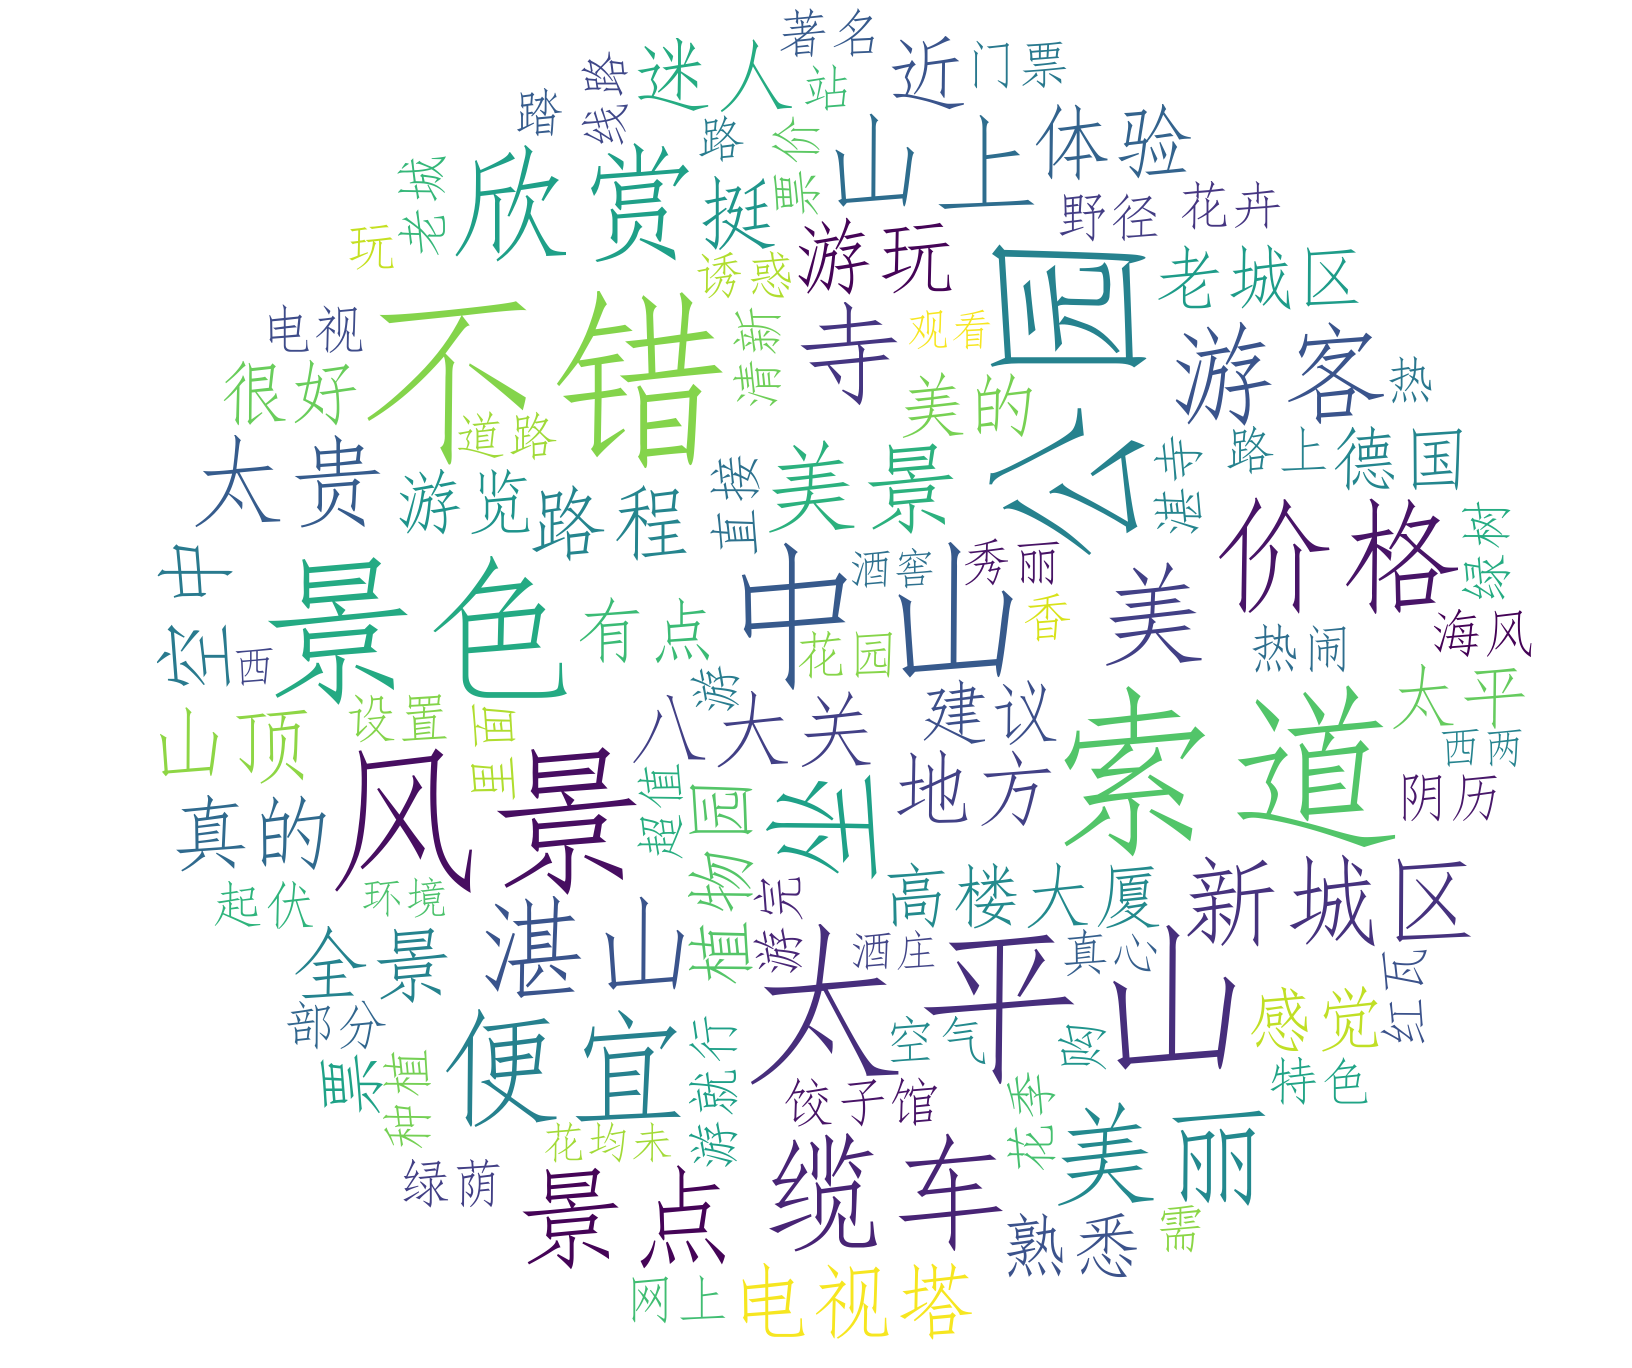 著名
迷人
近
门票
线路
站
踏
路
票价
山上
体验
欣赏
挺
老城
野径
花卉
玩
游玩
诱惑
公园
老城区
电视
不错
清新
寺
观看
游客
热
很好
美的
道路
太贵
游览
路程
直接
美景
湛寺
路上
德国
价格
绿树
空中
景色
中山
酒窖
秀丽
美
有点
花园
香
热闹
海风
西
游
八大关
建议
索道
太平
山顶
设置
里面
西两
风景
超值
植物园
坐
地方
阴历
真的
起伏
环境
游完
高楼大厦
新城区
全景
湛山
太平山
酒庄
真心
红瓦
部分
便宜
空气
购
感觉
票
种植
游就行
饺子馆
花季
特色
花均未
绿荫
景点
缆车
美丽
熟悉
需
网上
电视塔